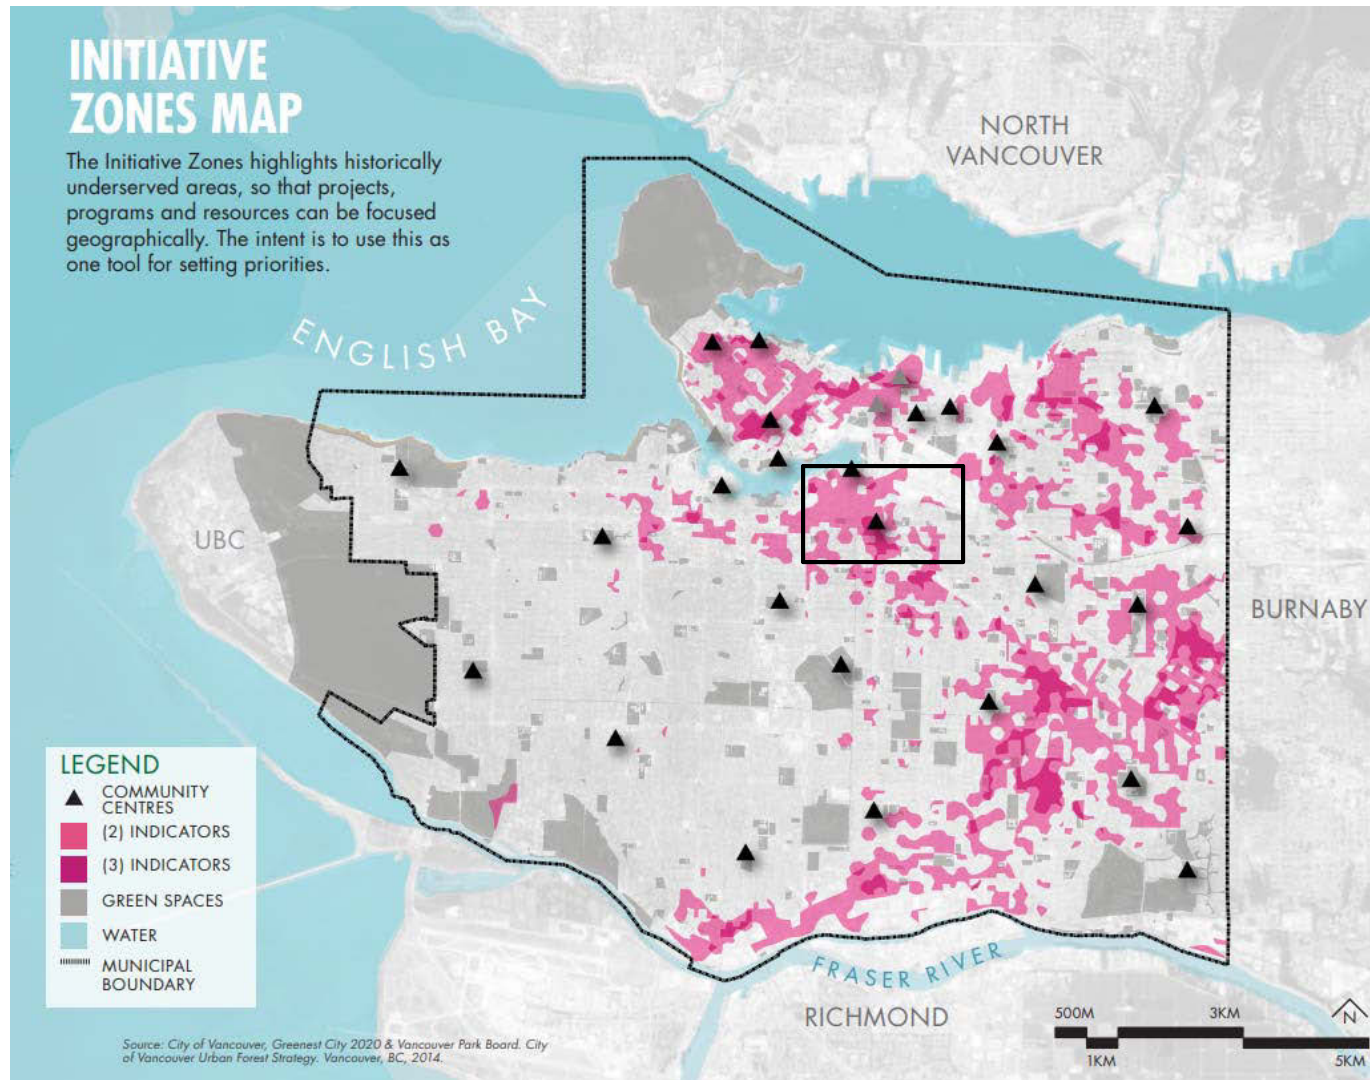 INITIATIVE
ZONES MAP
The Initiative Zones highlights historically
underserved areas, so that projects,
programs and resources can be focused
geographically. The intent is to use this as
one tool for setting priorities.
NORTH
VANCOUVER
ENGLISH BAY
UBC
BURNABY
LEGEND
COMMUNITY
CENTRES
(2) INDICATORS
(3) INDICATORS
GREEN SPACES
WATER
MUNICIPAL
BOUNDARY
FRASER RIVER
RICHMOND
500M
3KM
N
1KM
5KM
Source: City of Vancouver, Greenest City 2020 & Vancouver Park Board. City
of Vancouver Urban Forest Strategy. Vancouver, BC, 2014.